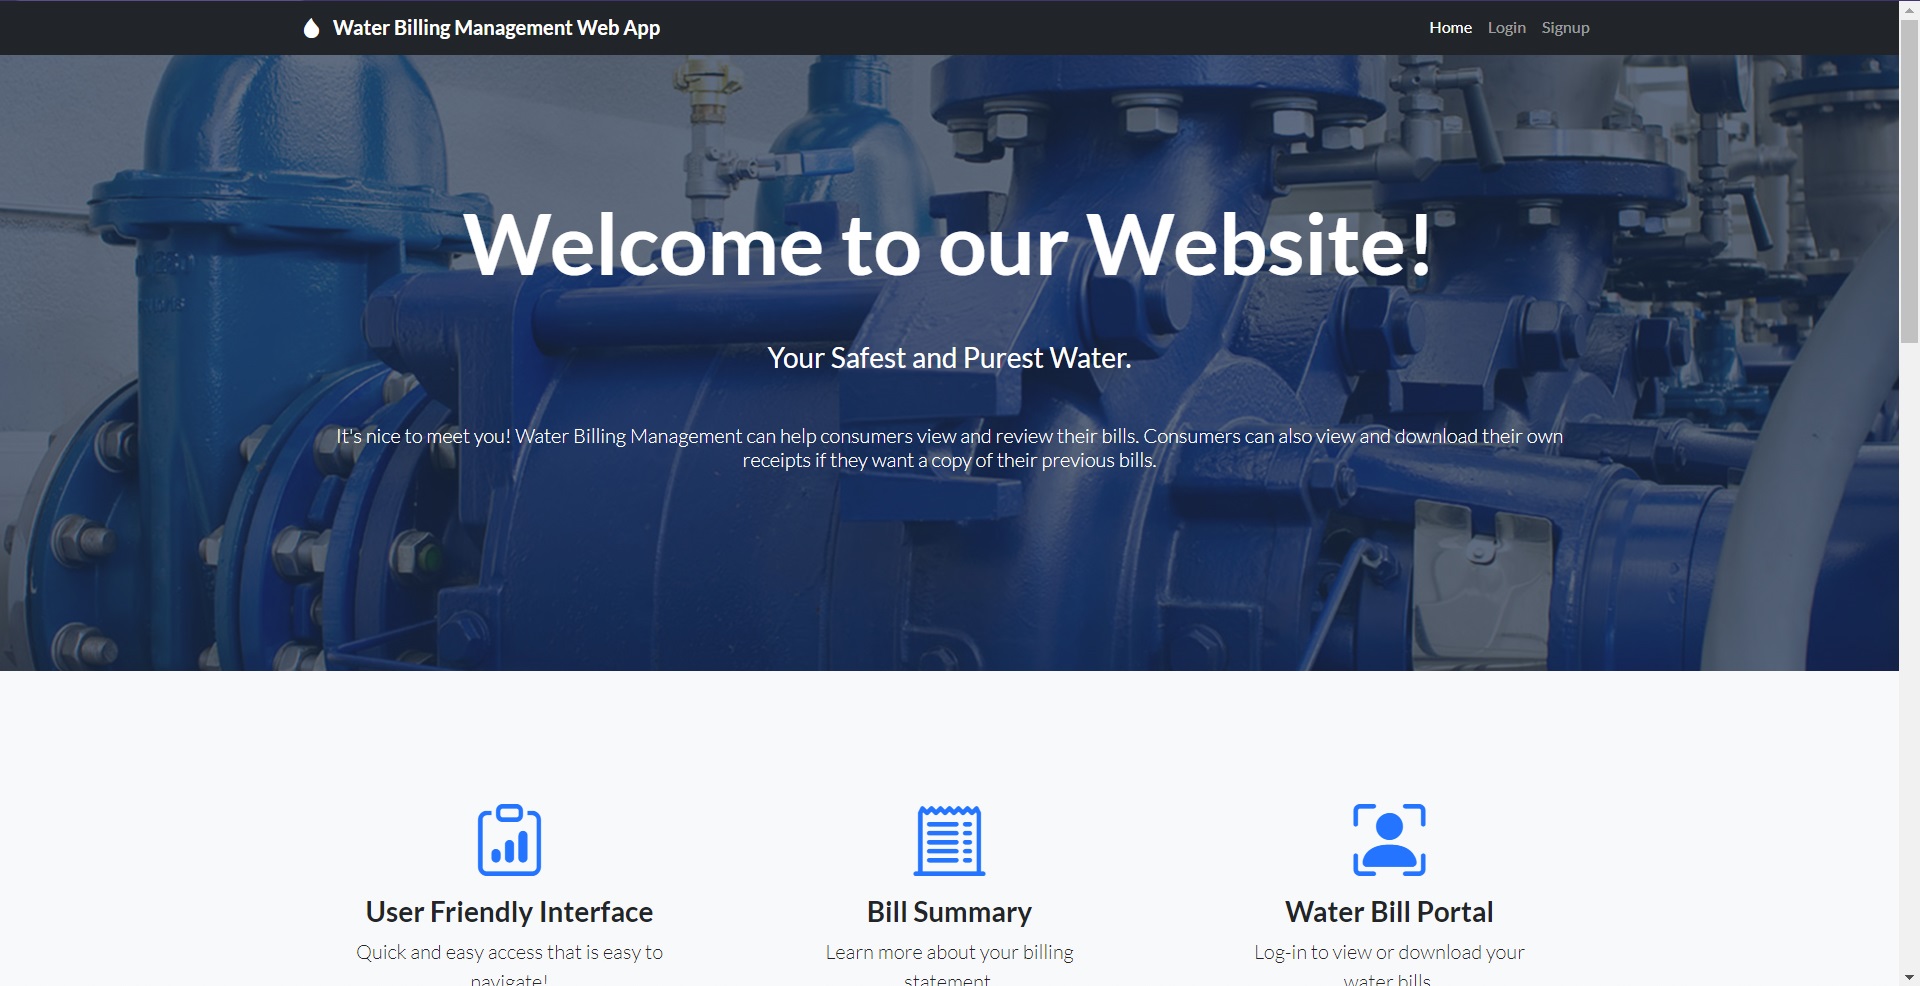 Water Billing Management Web App
Home Login Signup
Welcome to our Website!
Your Safest and Purest Water.
It's nice to meet you! Water Billing Management can help consumers view and review their bills. Consumers can also view and download their own
receipts if they want a copy of their previous bills.
User Friendly Interface
Quick and easy access that is easy to
navigate!
Bill Summary
Learn more about your billing
statement
Water Bill Portal
Log-in to view or download your
water bills